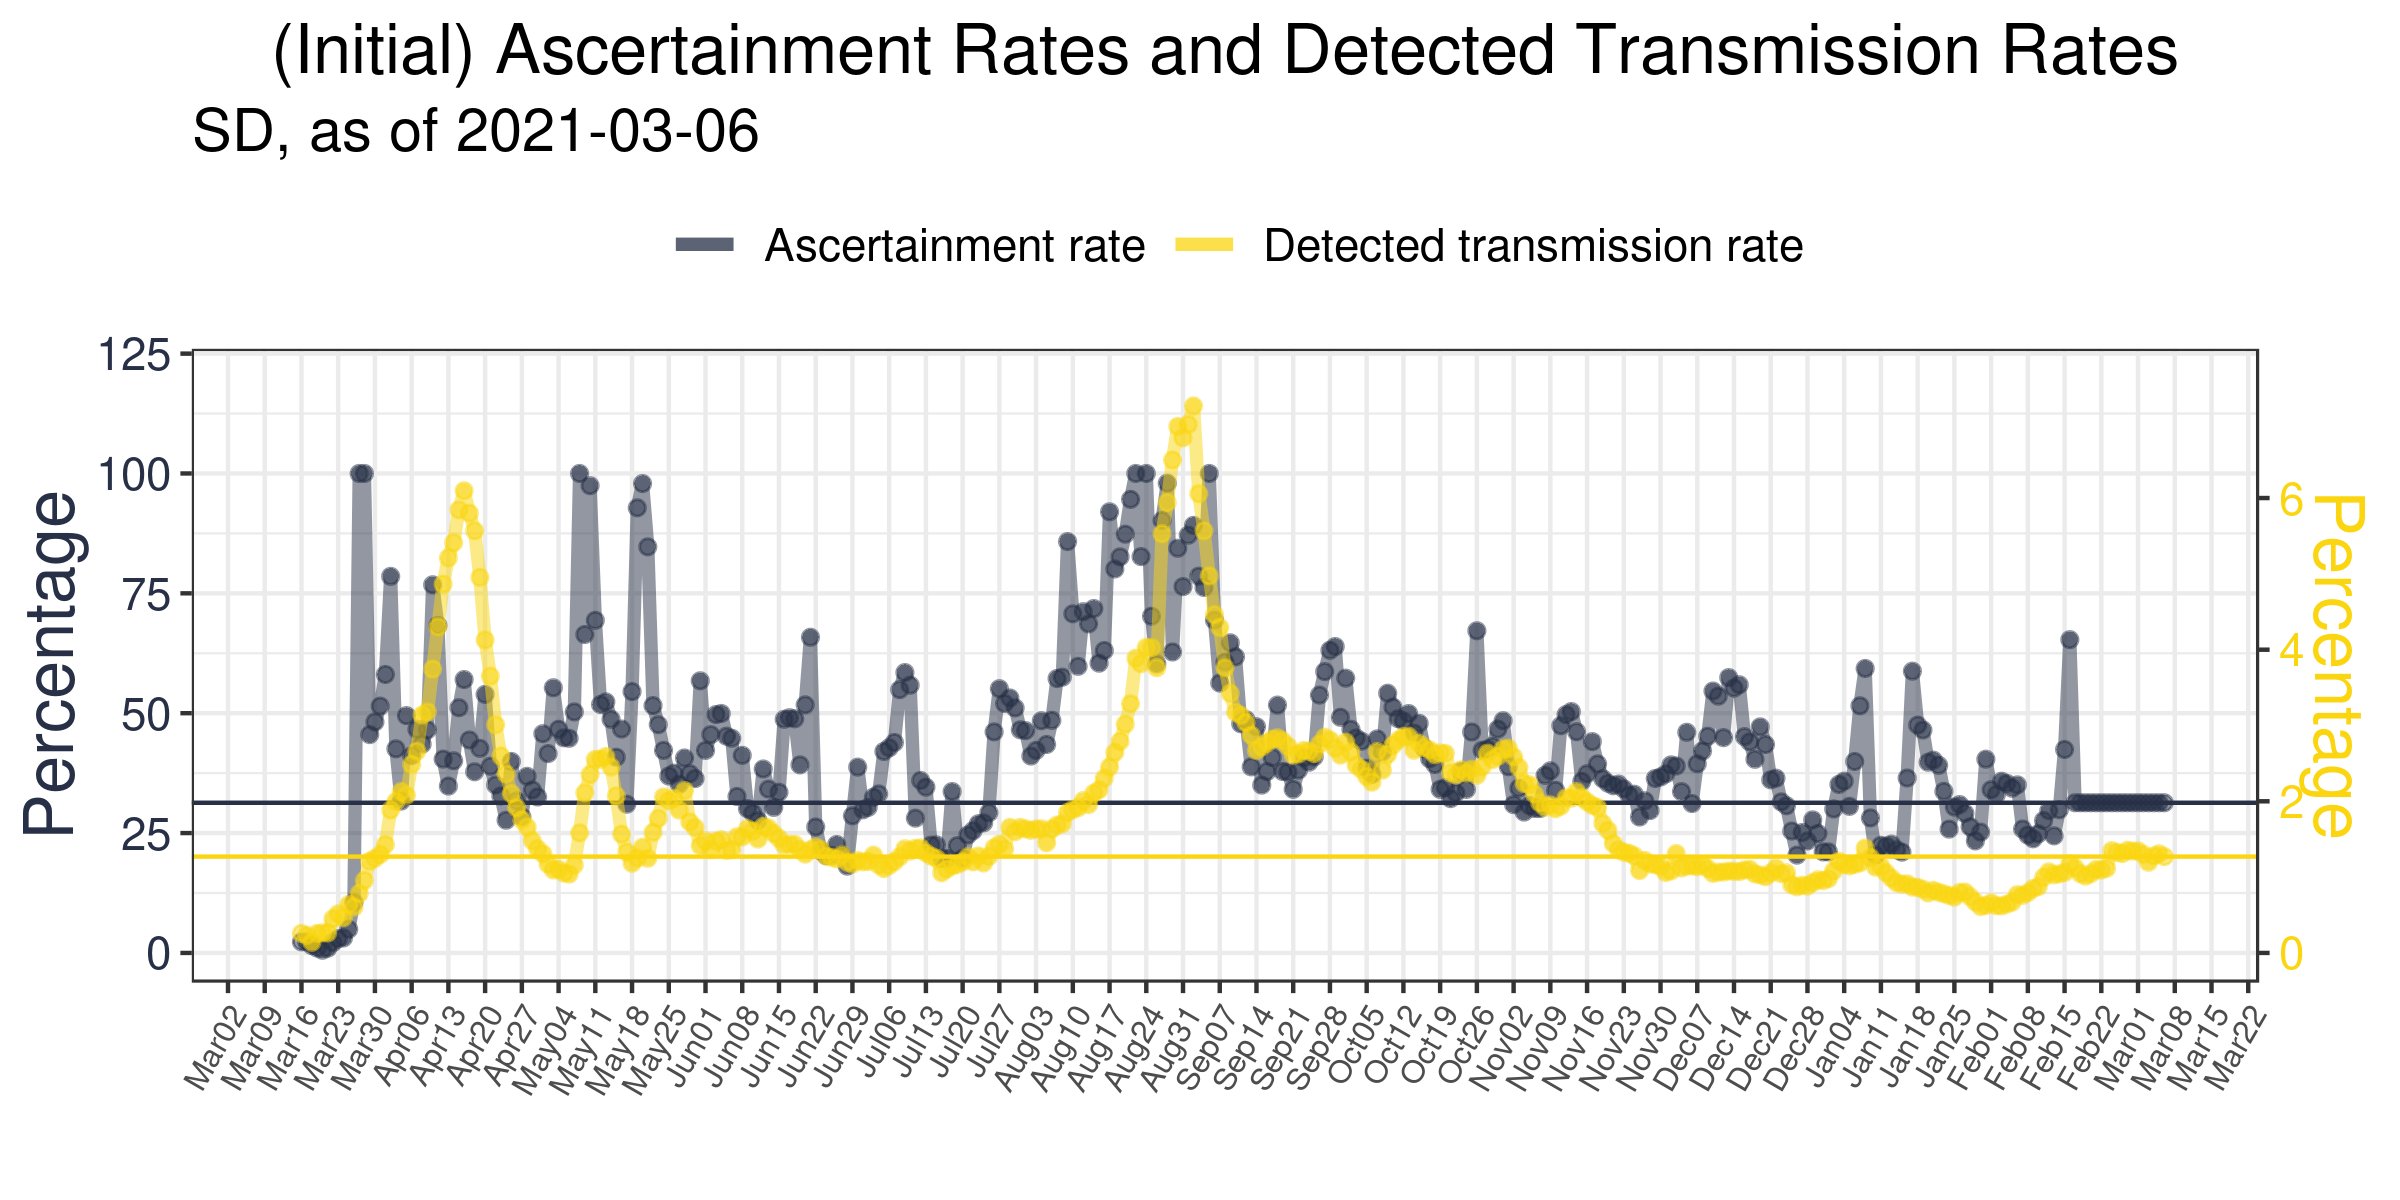 (Initial) Ascertainment Rates and Detected Transmission Rates
SD, as of 2021-03-06
Ascertainment rate
Detected transmission rate
Percentage
125
100
75
50
25
0
6
4
2
0
Percentage
Mar02
Mar09
Mar16
Mar23
Mar30
Apr06
Apr13
Apr20
Apr27
May04
May11
May18
May25
Jun01
Jun08
Jun15
Jun22
Jun29
Jul06
Jul13
Jul20
Jul27
Aug03
Aug10
Aug17
Aug24
Aug31
Sep07
Sep14
Sep21
Sep28
Oct05
Oct12
Oct19
Oct26
Nov02
Nov09
Nov16
Nov23
Nov30
Dec07
Dec14
Dec21
Dec28
Jan04
Jan11
Jan18
Jan25
Feb01
Feb08
Feb15
Feb22
Mar01
Mar08
Mar15
Mar22